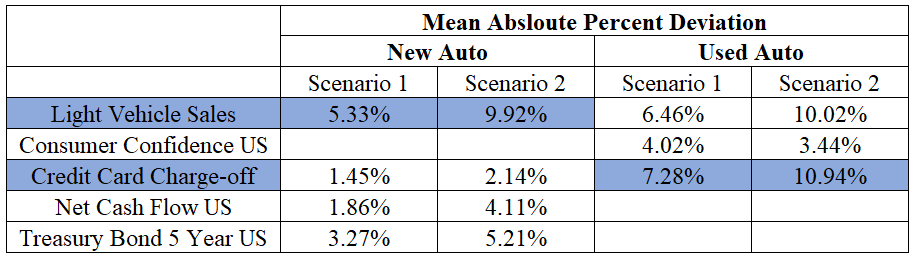 Mean Absloute Percent Deviation
New Auto Used Auto
Scenario 1 Scenario 2 Scenario 1 Scenario 2
Light Vehicle Sales 5.33% 9.92% 6.46% 10.02%
Consumer Confidence US 4.02% 3.44%
Credit Card Charge-off 1.45% 2.14% 7.28% 10.94%
Net Cash Flow US 1.86% 4.11%
Treasury Bond 5 Year US 3.27% 5.21%